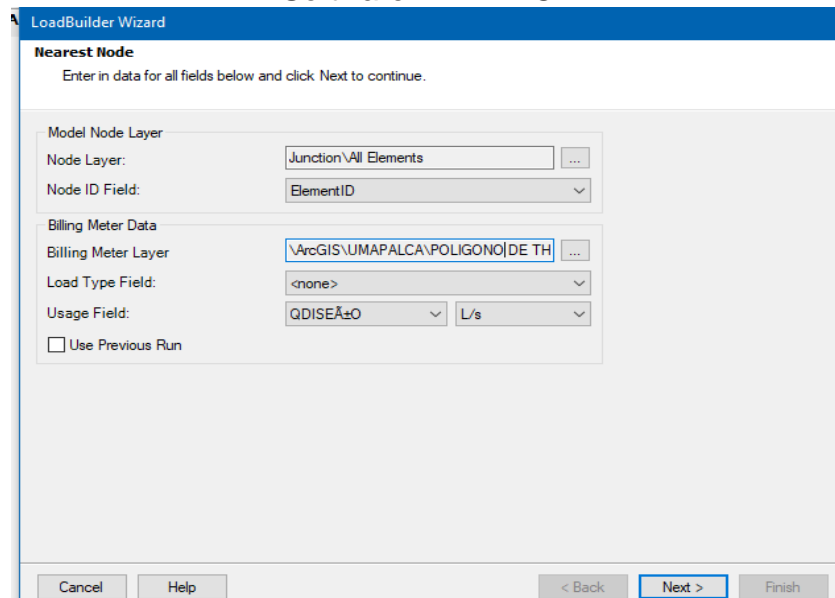 LoadBuilder Wizard
Nearest Node
Enter in data for all fields below and click Next to continue.
Model Node Layer
Node Layer: Junction\All Elements ...
Node ID Field: ElementID
Billing Meter Data
Billing Meter Layer \ArcGIS\UMAPALCA\POLIGONO DE TH ...
Load Type Field: <none>
Usage Field: QDISEÃ±O L/s
Use Previous Run
Cancel Help < Back Next > Finish